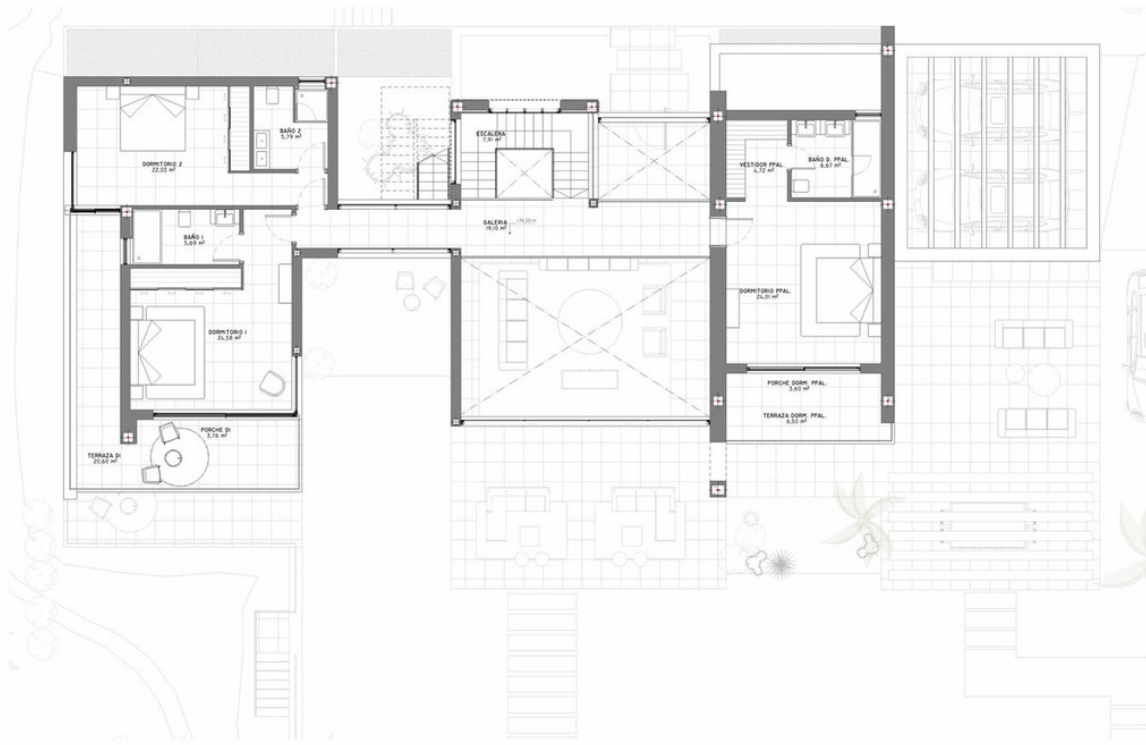 BAÑO 2
5,79 m²
ESCALERA
7,91 m²
DORMITORIO 2
22,03 m²
VESTIDOR PPAL.
4,72 m²
BAÑO D. PPAL.
6,67 m²
BAÑO 1
5,69 m²
GALERIA
19,10 m²
DORMITORIO PPAL.
24,01 m²
DORMITORIO 1
24,58 m²
PORCHE DORM. PPAL.
3,60 m²
TERRAZA DORM. PPAL.
6,50 m²
PORCHE D1
3,76 m²
TERRAZA D1
20,60 m²